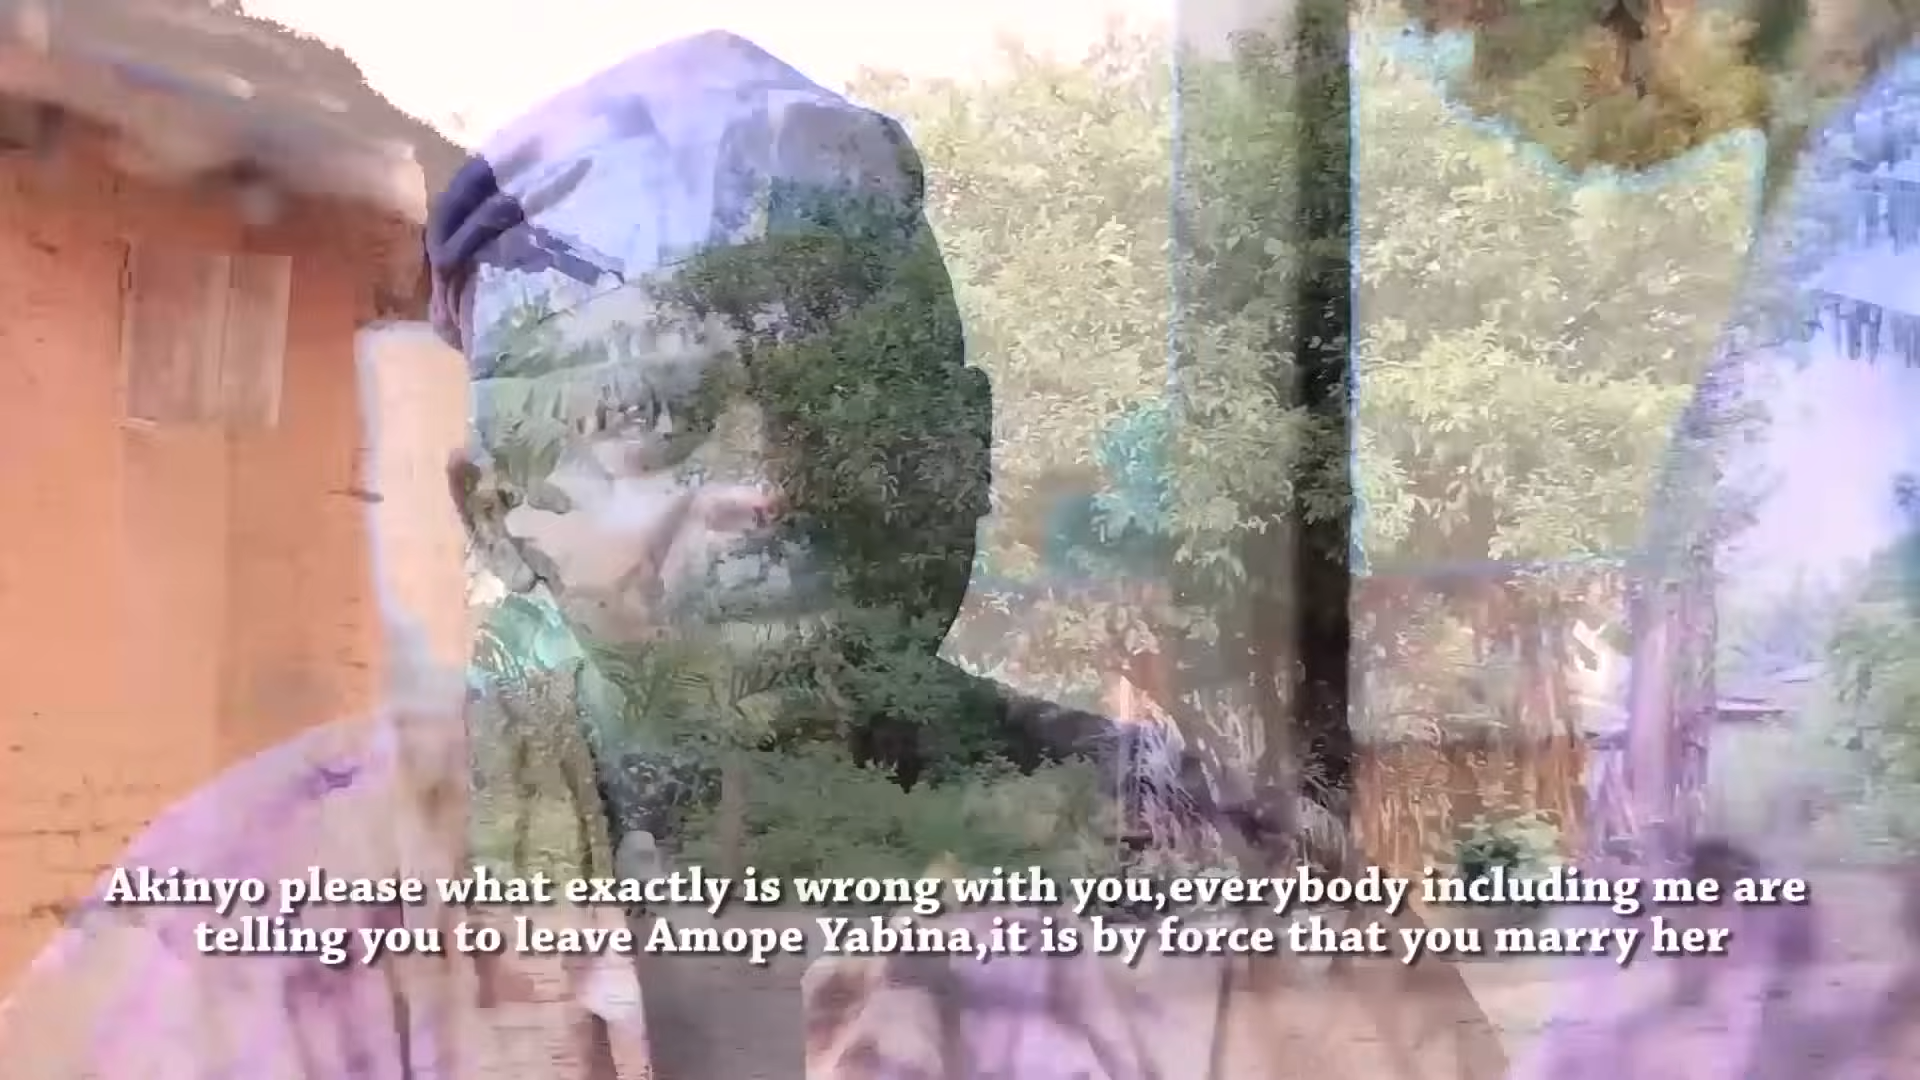 Akinyo please what exactly is wrong with you,everybody including me are
telling you to leave Amope Yabina,it is by force that you marry her